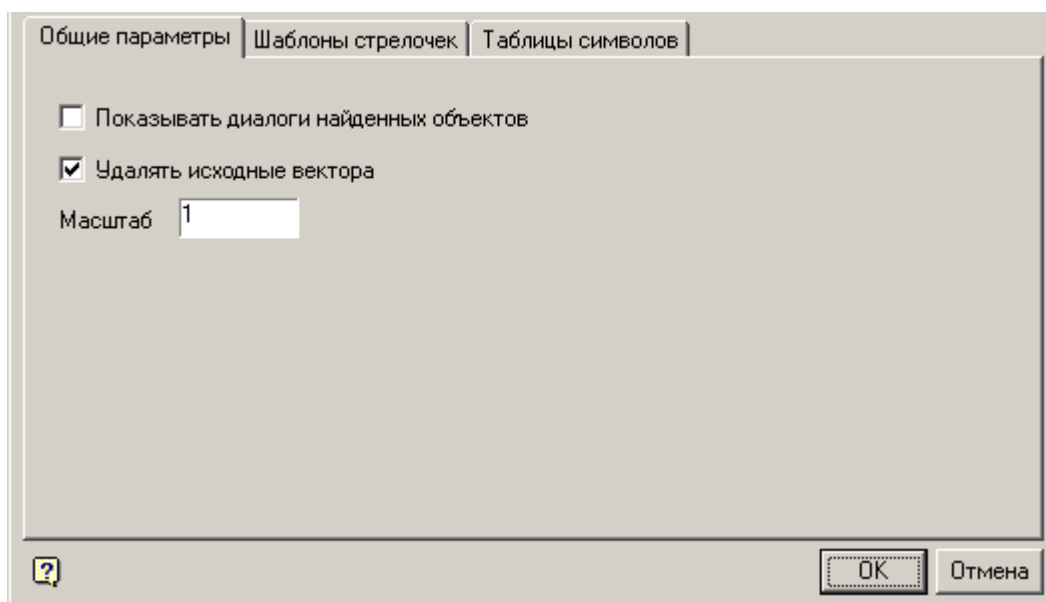 Общие параметры Шаблоны стрелочек Таблицы символов
Показывать диалоги найденных объектов
Удалять исходные вектора
Масштаб 1
? OK Отмена